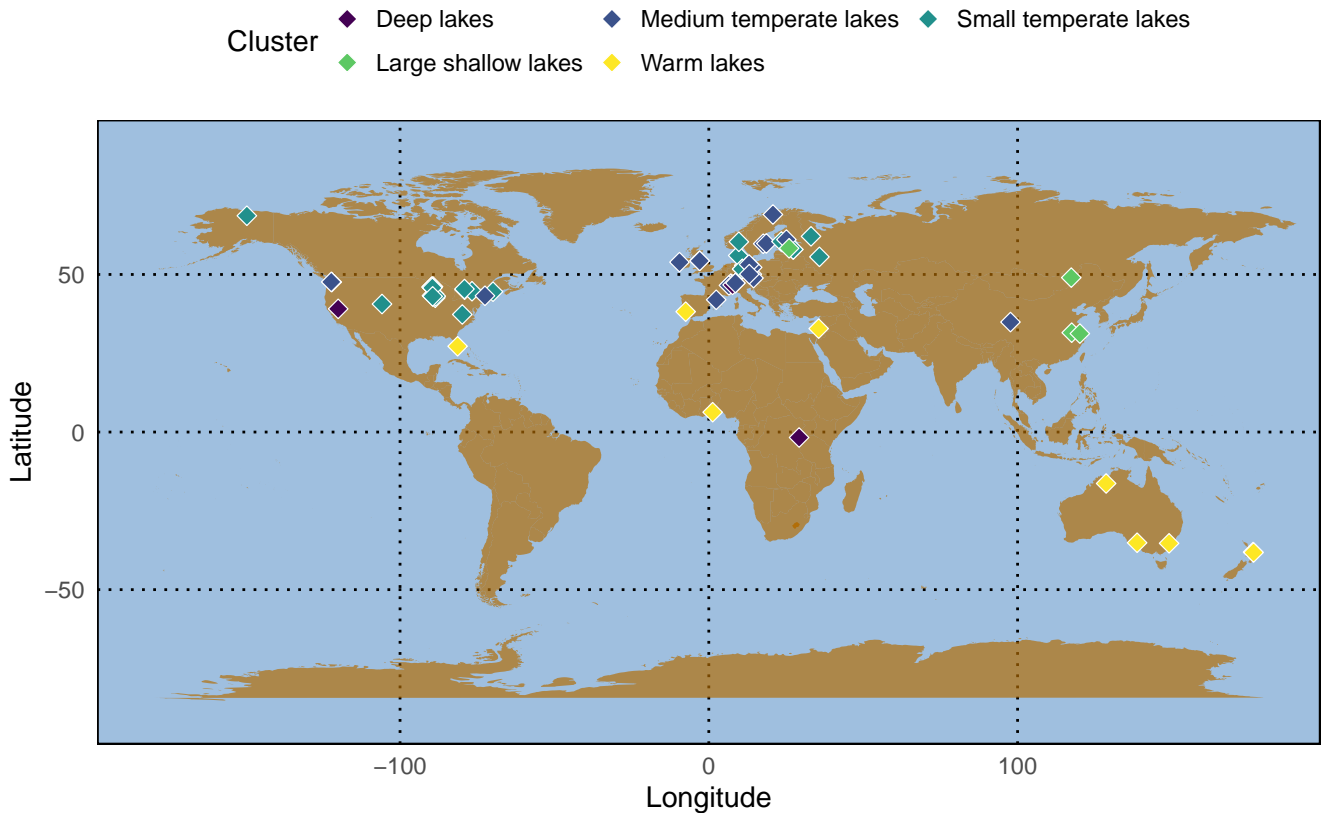 Cluster
Deep lakes
Medium temperate lakes
Small temperate lakes
Large shallow lakes
Warm lakes
Latitude
50
0
−50
−100
0
100
Longitude